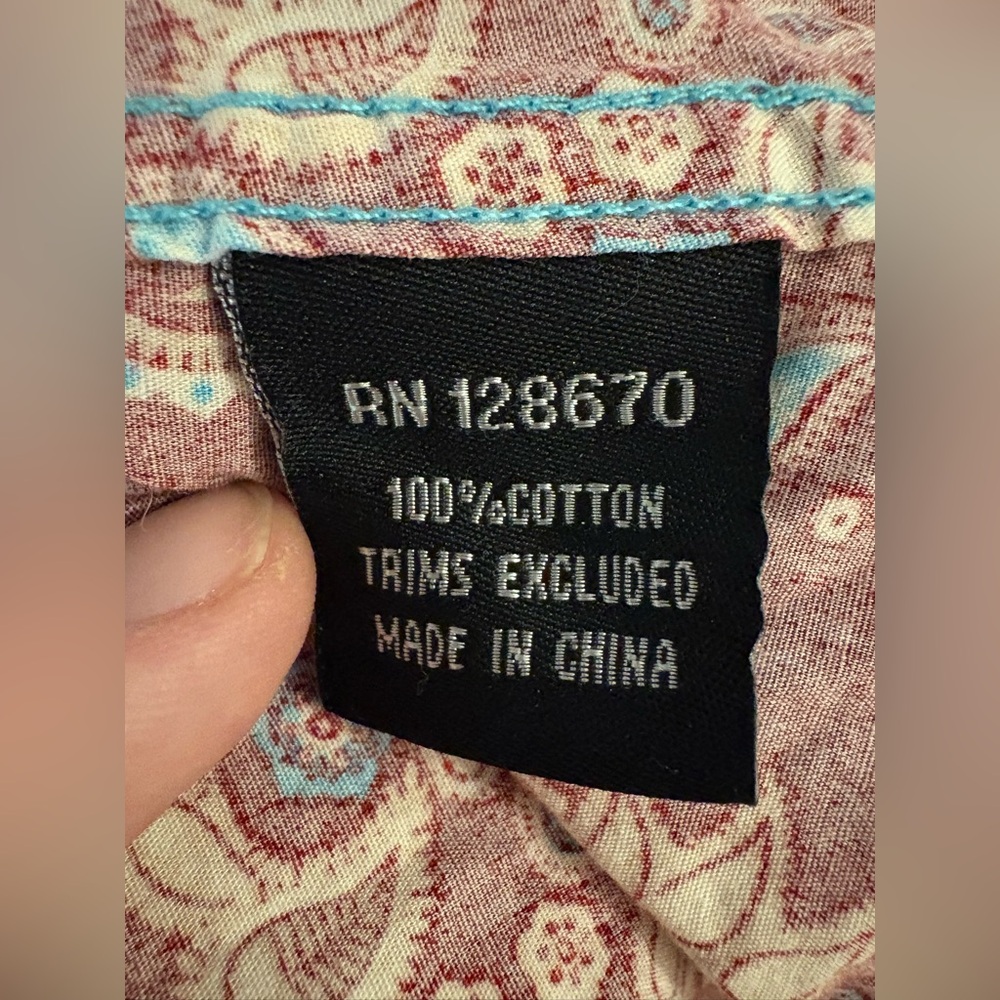 RN 128670
100%COTTON
TRIMS EXCLUDED
MADE IN CHINA